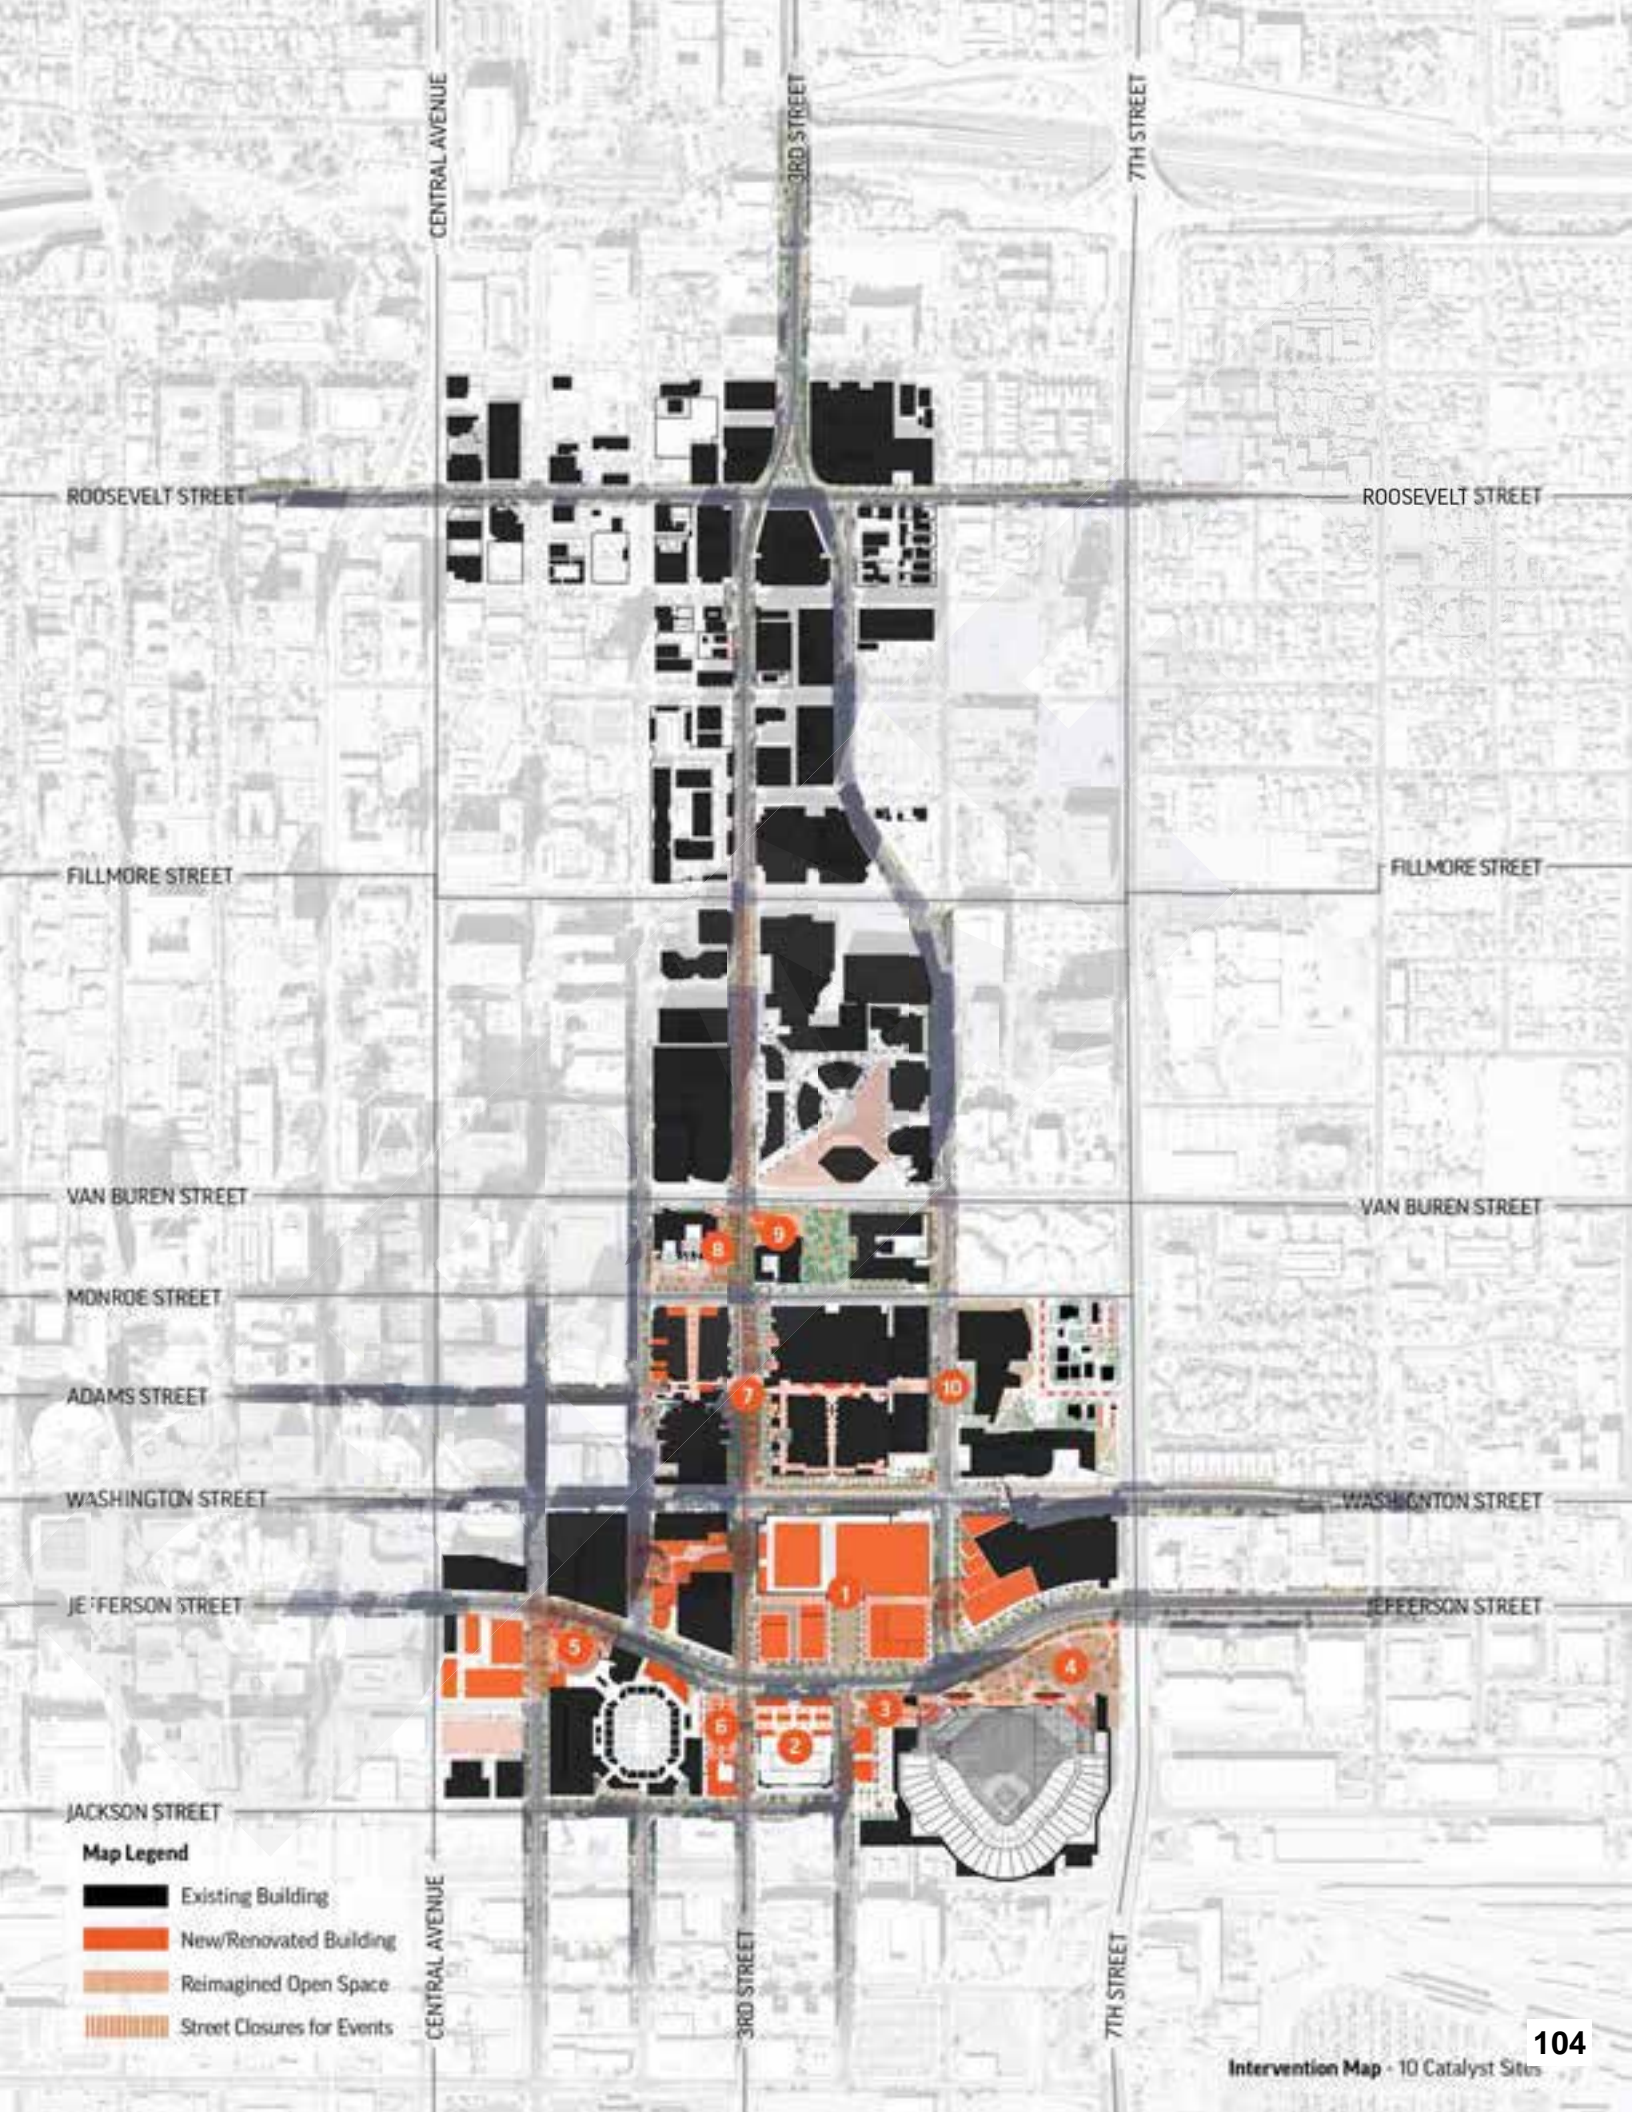 CENTRAL AVENUE
3RD STREET
7TH STREET
ROOSEVELT STREET
ROOSEVELT STREET
FILLMORE STREET
FILLMORE STREET
VAN BUREN STREET
VAN BUREN STREET
8
9
MONROE STREET
ADAMS STREET
7
10
WASHINGTON STREET
WASHIGNTON STREET
1
JEFFERSON STREET
JEFFERSON STREET
5
4
3
6
2
JACKSON STREET
Map Legend
Existing Building
New/Renovated Building
Reimagined Open Space
Street Closures for Events
CENTRAL AVENUE
3RD STREET
7TH STREET
104
Intervention Map - 10 Catalyst Sites